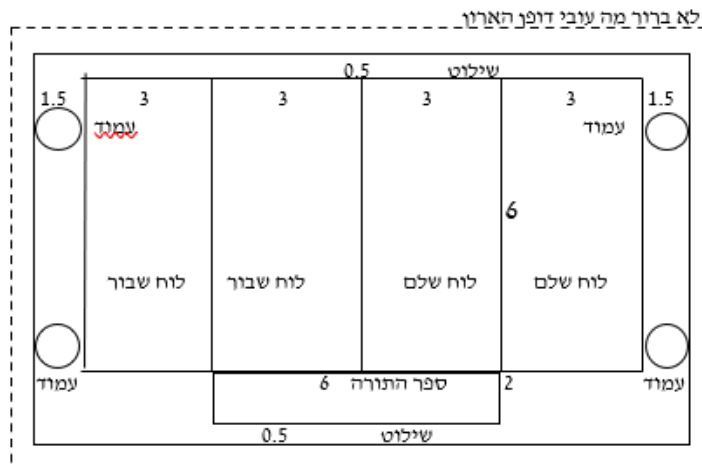 לא ברור מה עובי דופן הארון
שילוט 0.5
1.5 3 3 3 3 1.5
עמוד עמוד
6
לוח שלם לוח שלם לוח שבור לוח שבור
עמוד 2 ספר התורה 6 עמוד
שילוט 0.5